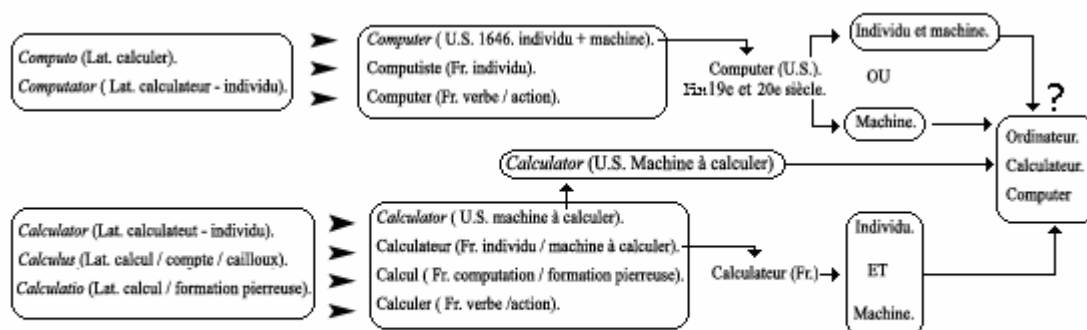 Computo (Lat. calculer).
Computator ( Lat. calculateur - individu).
Computer ( U.S. 1646. individu + machine).
Computiste (Fr. individu).
Computer (Fr. verbe / action).
Computer (U.S.).
19e et 20e siècle.
Individu et machine.
OU
Machine.
?
Ordinateur.
Calculateur.
Computer
Calculator (U.S. Machine à calculer)
Calculator (Lat. calculateut - individu).
Calculus (Lat. calcul / compte / cailloux).
Calculatio (Lat. calcul / formation pierreuse).
Calculator ( U.S. machine à calculer).
Calculateur (Fr. individu / machine à calculer).
Calcul ( Fr. computation / formation pierreuse).
Calculer ( Fr. verbe /action).
Calculateur (Fr.)
Individu.
ET
Machine.